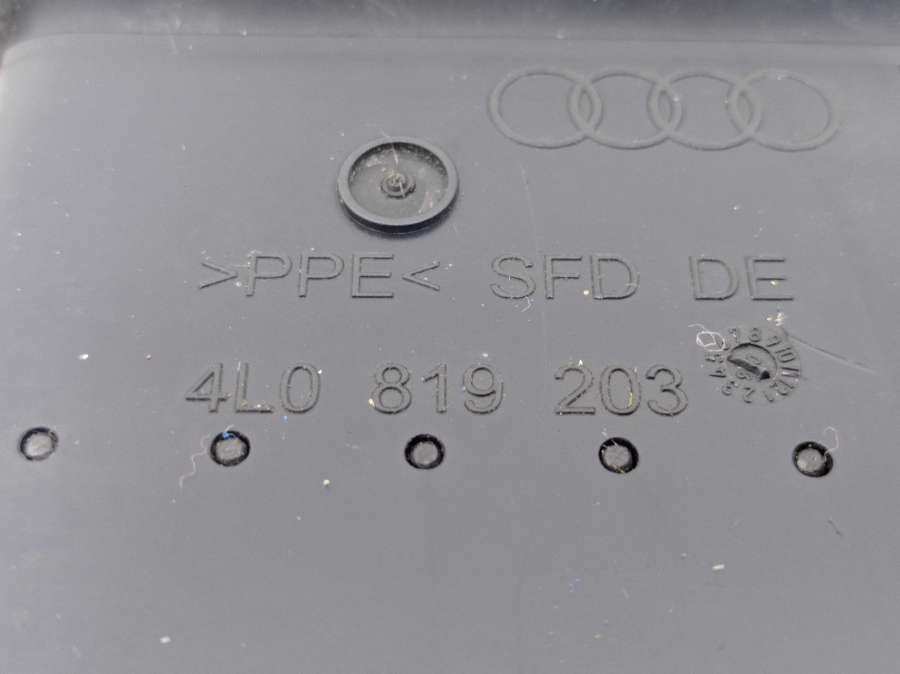 >PPE< SFD DE
4L0 819 203